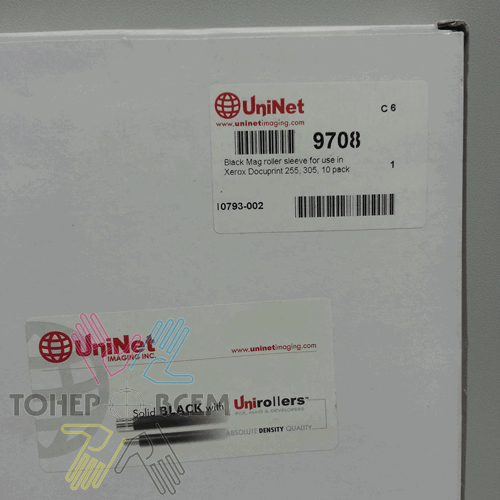 UniNet
C 6
www.uninetimaging.com
9708
Black Mag roller sleeve for use in
Xerox Docuprint 255, 305, 10 pack
1
10793-002
UniNet
IMAGING INC.
www.uninetimaging.com
ТОНЕР ВСЕМ
Solid BLACK with Unirollers™
ABSOLUTE DENSITY QUALITY